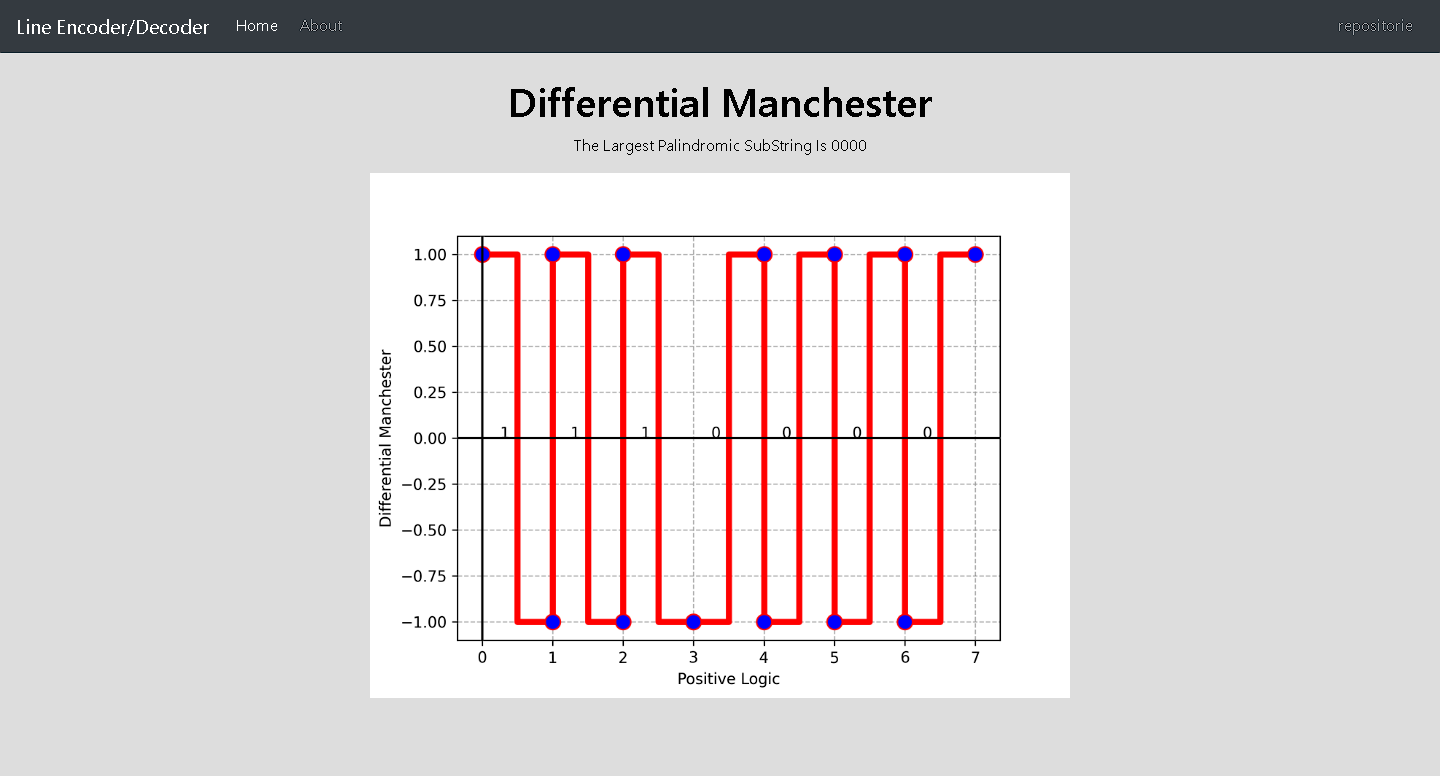 Line Encoder/Decoder Home About repositorie
Differential Manchester
The Largest Palindromic SubString Is 0000
1.00
0.75
0.50
0.25
0.00
−0.25
−0.50
−0.75
−1.00
Differential Manchester
1 1 1 0 0 0 0
0 1 2 3 4 5 6 7
Positive Logic